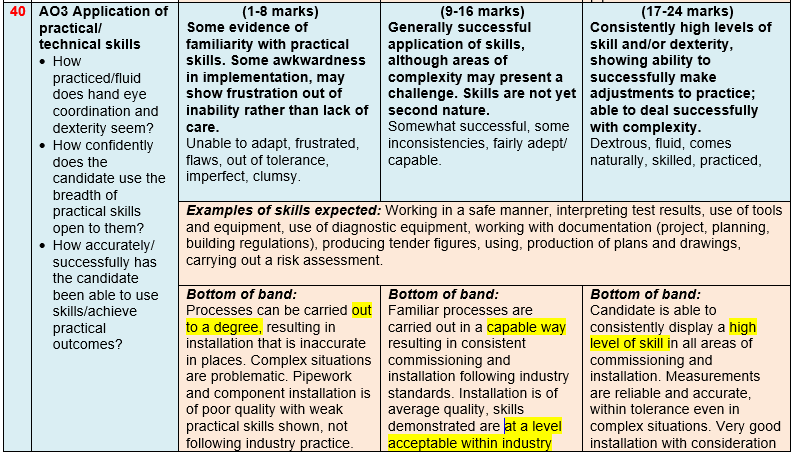 40
AO3 Application of
practical/
technical skills
• How
practiced/fluid
does hand eye
coordination and
dexterity seem?
• How confidently
does the
candidate use the
breadth of
practical skills
open to them?
• How accurately/
successfully has
the candidate
been able to use
skills/achieve
practical
outcomes?
(1-8 marks)
Some evidence of
familiarity with practical
skills. Some awkwardness
in implementation, may
show frustration out of
inability rather than lack of
care.
Unable to adapt, frustrated,
flaws, out of tolerance,
imperfect, clumsy.
(9-16 marks)
Generally successful
application of skills,
although areas of
complexity may present a
challenge. Skills are not yet
second nature.
Somewhat successful, some
inconsistencies, fairly adept/
capable.
(17-24 marks)
Consistently high levels of
skill and/or dexterity,
showing ability to
successfully make
adjustments to practice;
able to deal successfully
with complexity.
Dextrous, fluid, comes
naturally, skilled, practiced,
Examples of skills expected: Working in a safe manner, interpreting test results, use of tools
and equipment, use of diagnostic equipment, working with documentation (project, planning,
building regulations), producing tender figures, using, production of plans and drawings,
carrying out a risk assessment.
Bottom of band:
Processes can be carried out
to a degree, resulting in
installation that is inaccurate
in places. Complex situations
are problematic. Pipework
and component installation is
of poor quality with weak
practical skills shown, not
following industry practice.
Bottom of band:
Familiar processes are
carried out in a capable way
resulting in consistent
commissioning and
installation following industry
standards. Installation is of
average quality, skills
demonstrated are at a level
acceptable within industry
Bottom of band:
Candidate is able to
consistently display a high
level of skill in all areas of
commissioning and
installation. Measurements
are reliable and accurate,
within tolerance even in
complex situations. Very good
installation with consideration